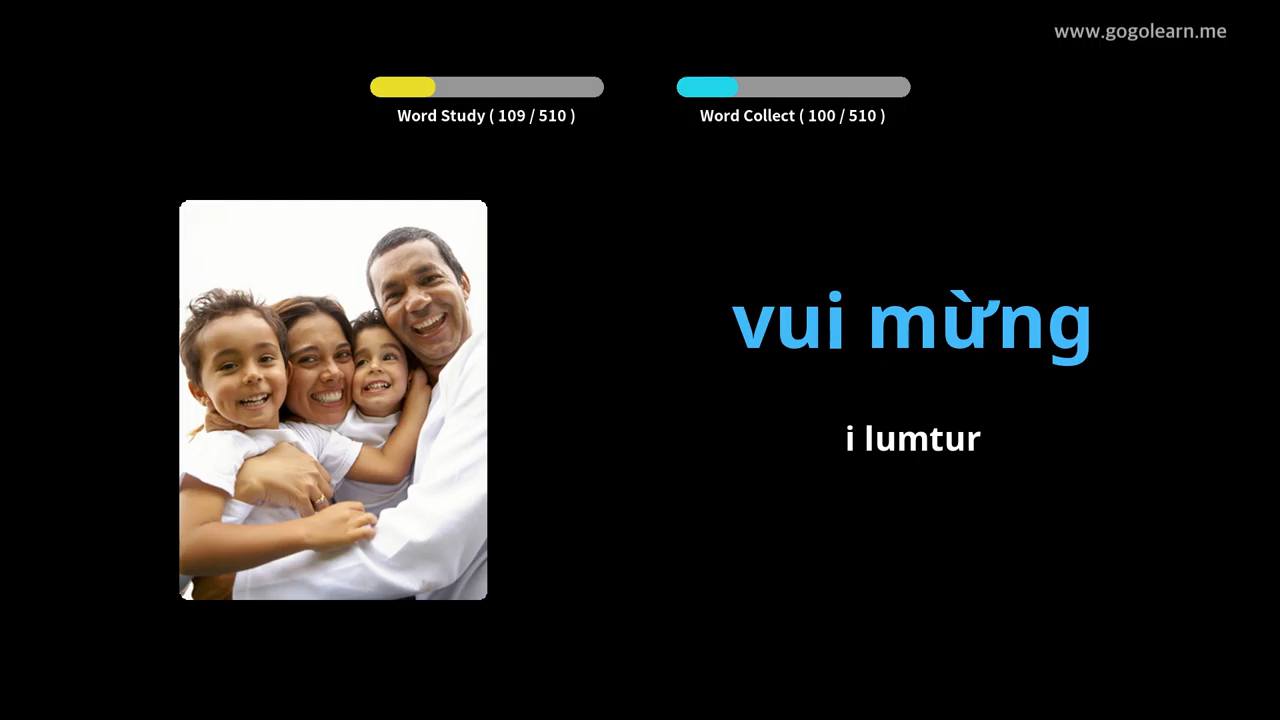 www.gogolearn.me
Word Study ( 109 / 510 )
Word Collect ( 100 / 510 )
vui mừng
i lumtur